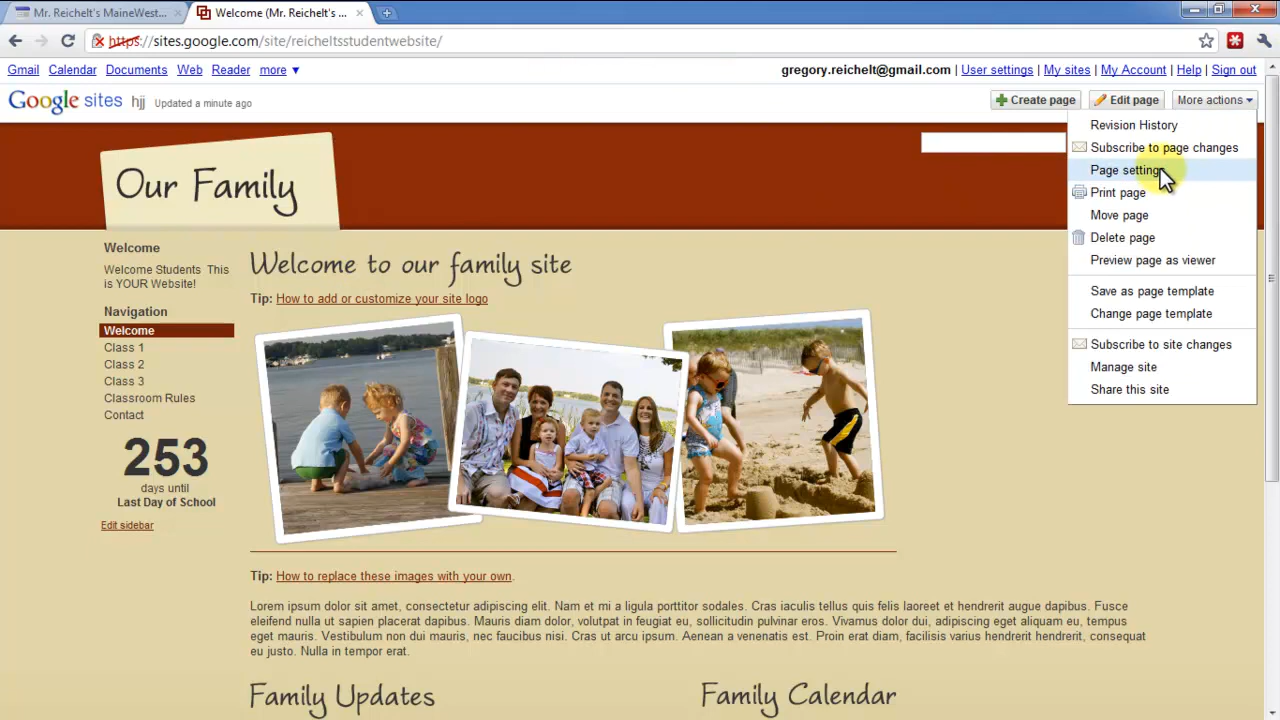 Mr. Reichelt's MaineWest...
Welcome (Mr. Reichelt's ...
https://sites.google.com/site/reicheltsstudentwebsite/
Gmail Calendar Documents Web Reader more ▼
gregory.reichelt@gmail.com | User settings | My sites | My Account | Help | Sign out
Google sites hjj Updated a minute ago
Create page Edit page More actions
Revision History
Subscribe to page changes
Page settings
Print page
Move page
Delete page
Preview page as viewer
Save as page template
Change page template
Subscribe to site changes
Manage site
Share this site
Our Family
Welcome
Welcome Students This
is YOUR Website!
Navigation
Welcome
Class 1
Class 2
Class 3
Classroom Rules
Contact
253
days until
Last Day of School
Edit sidebar
Welcome to our family site
Tip: How to add or customize your site logo
Tip: How to replace these images with your own.
Lorem ipsum dolor sit amet, consectetur adipiscing elit. Nam et mi a ligula porttitor sodales. Cras iaculis tellus quis felis laoreet et hendrerit augue dapibus. Fusce
eleifend nulla ut sapien placerat dapibus. Mauris diam dolor, volutpat in feugiat eu, sollicitudin pulvinar eros. Vivamus dolor dui, adipiscing id dapibus sit amet,
eget mauris. Vestibulum non dui mauris, nec faucibus nisi. Cras ut arcu ipsum. Aenean a venenatis est. Proin erat diam, facilisis varius hendrerit hendrerit, consequat
eu justo. Nulla in tempor erat.
Family Updates
Family Calendar